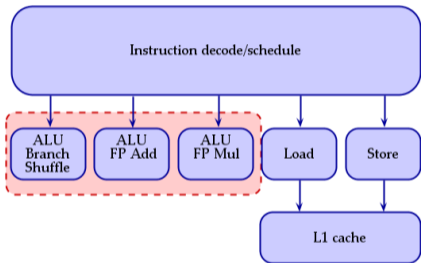 Instruction decode/schedule
ALU
Branch
Shuffle
ALU
FP Add
ALU
FP Mul
Load
Store
L1 cache